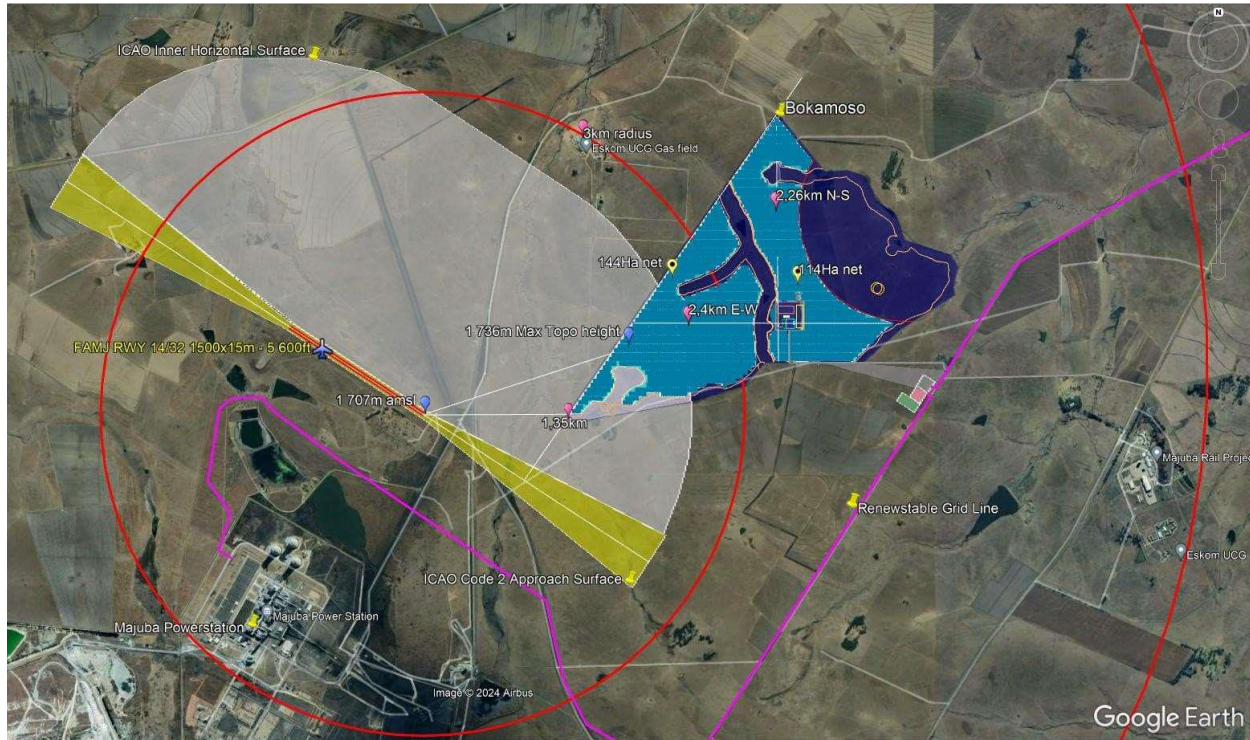 N
ICAO Inner Horizontal Surface
Bokamoso
3km radius
Eskom UCG Gas field
2,26km N-S
144Ha net
114Ha net
2,4km E-W
1 736m Max Topo height
FAMJ RWY 14/32 1500x15m - 5 600ft
1 707m amsl
1,35km
Majuba Rail Projec
Renewstable Grid Line
Eskom UCG
ICAO Code 2 Approach Surface
Majuba Power Station
Majuba Powerstation
Image © 2024 Airbus
Google Earth